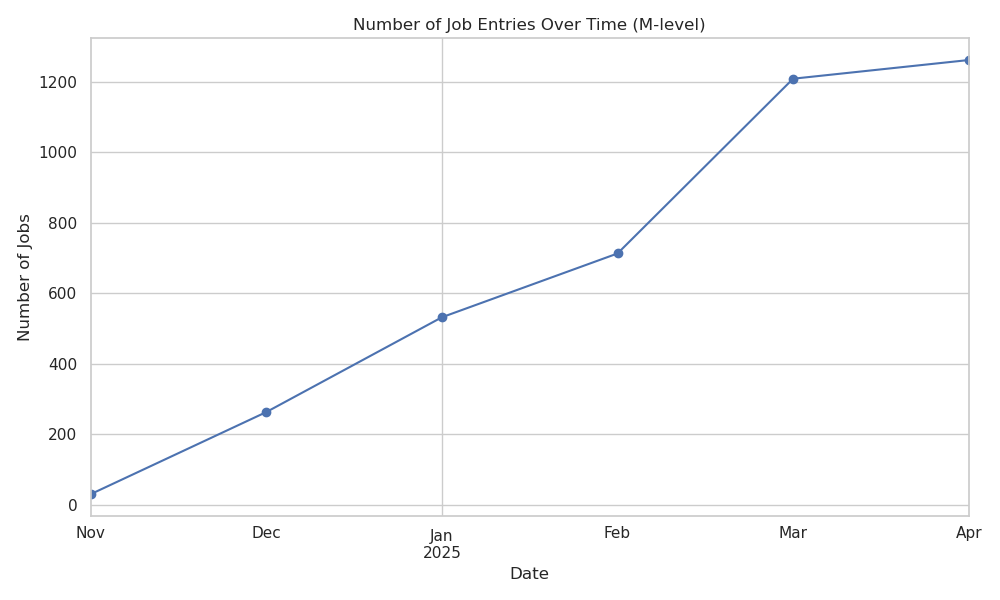 Number of Job Entries Over Time (M-level)
Number of Jobs
1200
1000
800
600
400
200
0
Nov
Dec
Jan
2025
Feb
Mar
Apr
Date